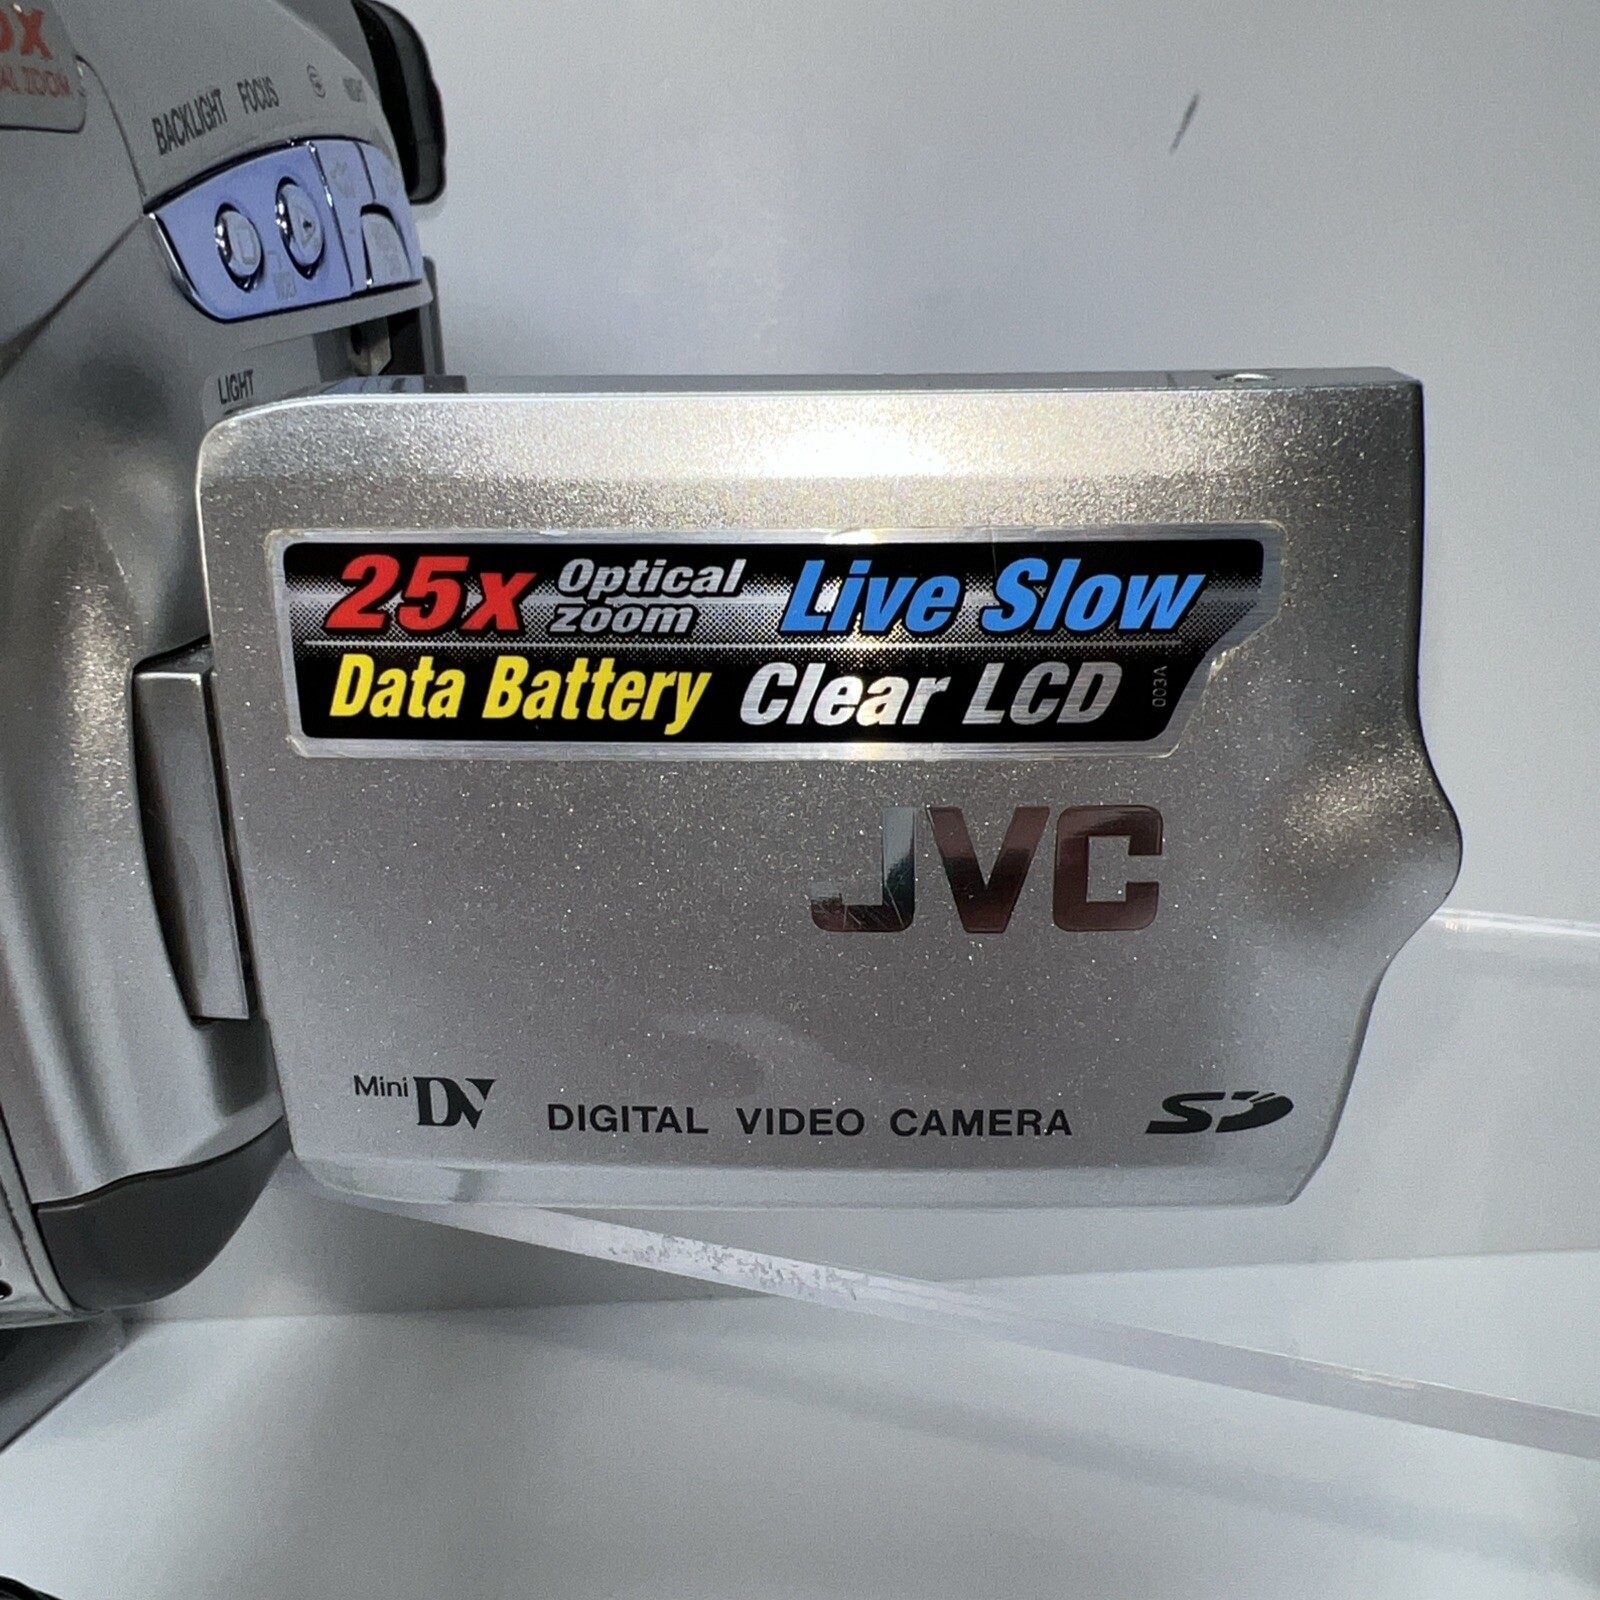 BACKLIGHT FOCUS
INDEX
LIGHT
25x Optical zoom Live Slow
Data Battery Clear LCD
003A
JVC
Mini DV DIGITAL VIDEO CAMERA SD